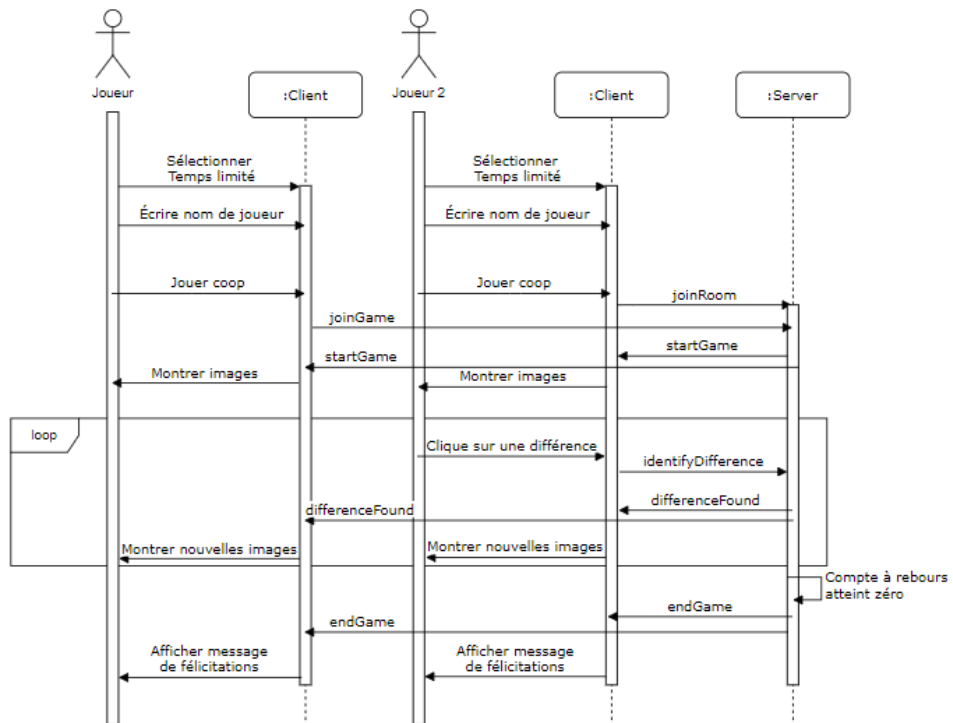 Joueur
:Client
Joueur 2
:Client
:Server
Sélectionner
Temps limité
Sélectionner
Temps limité
Écrire nom de joueur
Écrire nom de joueur
Jouer coop
Jouer coop
joinRoom
joinGame
startGame
startGame
Montrer images
Montrer images
loop
Clique sur une différence
identifyDifference
differenceFound
differenceFound
Montrer nouvelles images
Montrer nouvelles images
Compte à rebours
atteint zéro
endGame
endGame
Afficher message
de félicitations
Afficher message
de félicitations